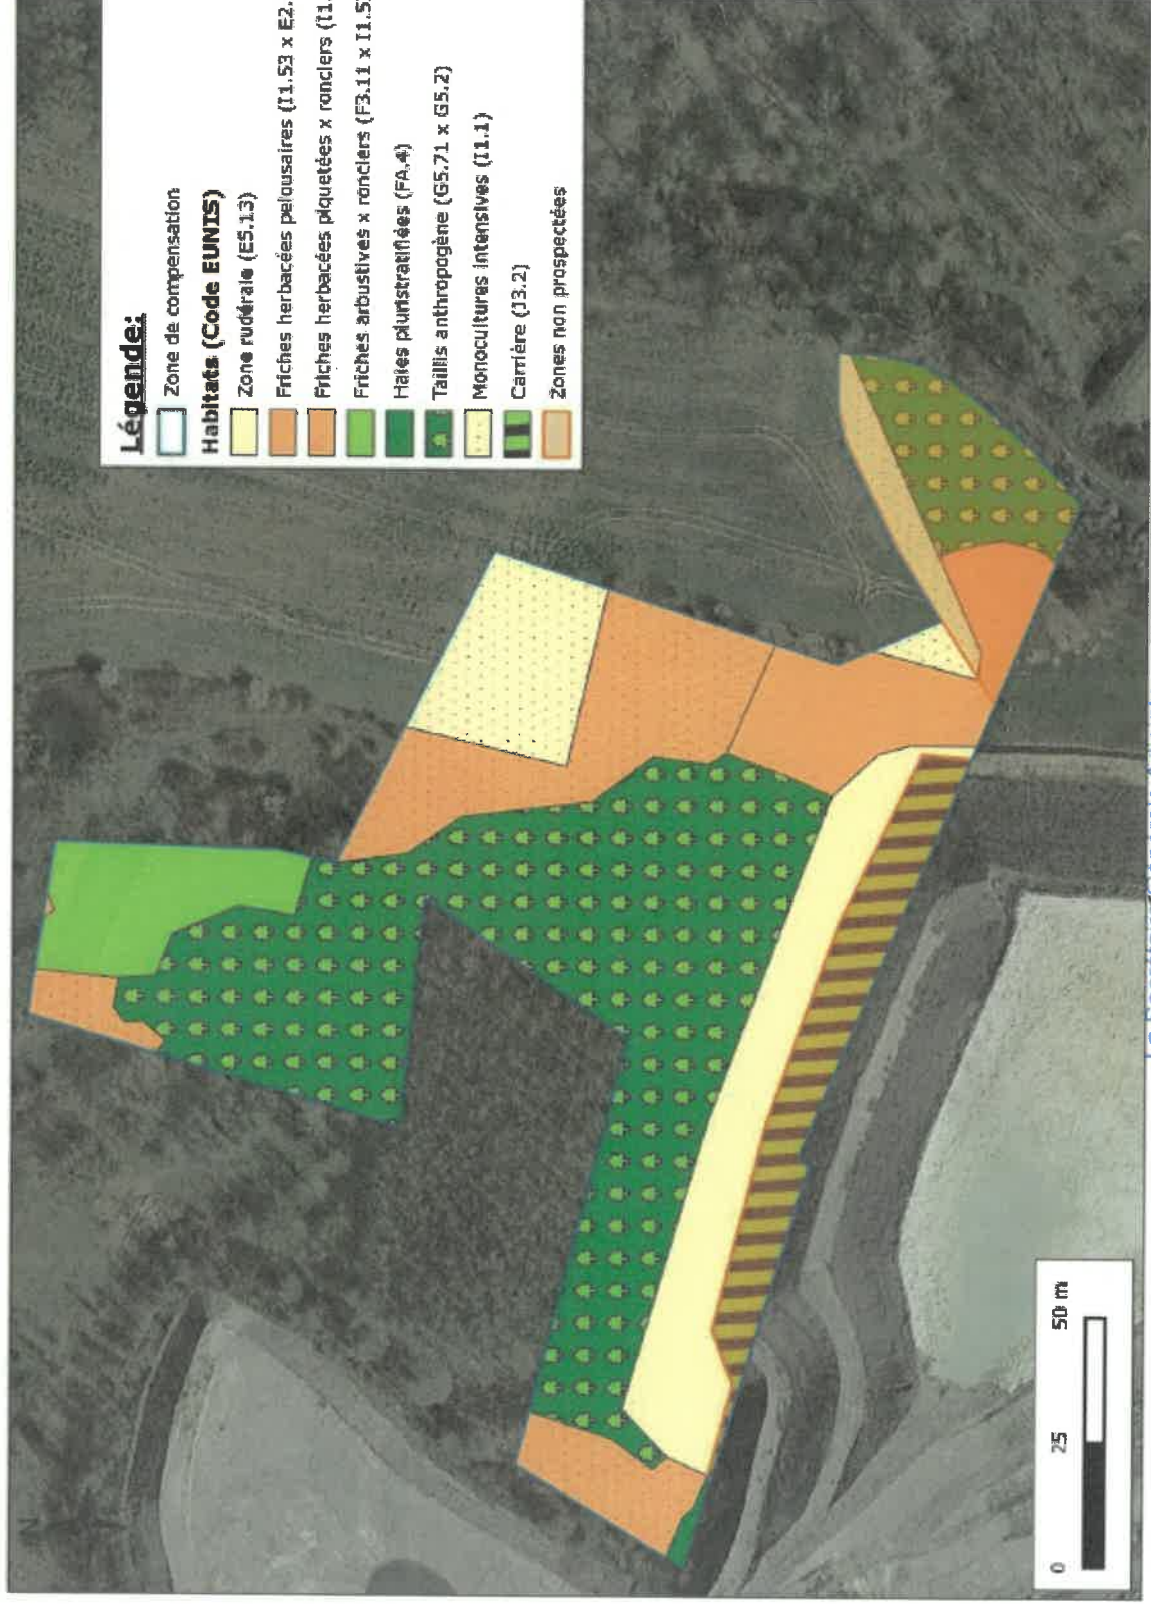 Légende:
Zone de compensation
Habitats (Code EUNIS)
Zone rudérale (E5.13)
Friches herbacées pelousaires (I1.53 x E2.
Friches herbacées piquetées x ronciers (I1.
Friches arbustives x ronciers (F3.11 x I1.5
Haies pluristratifiées (FA.4)
Taillis anthropogène (G5.71 x G5.2)
Monocultures intensives (I1.1)
Carrière (J3.2)
Zones non prospectées
N
0 25 50 m